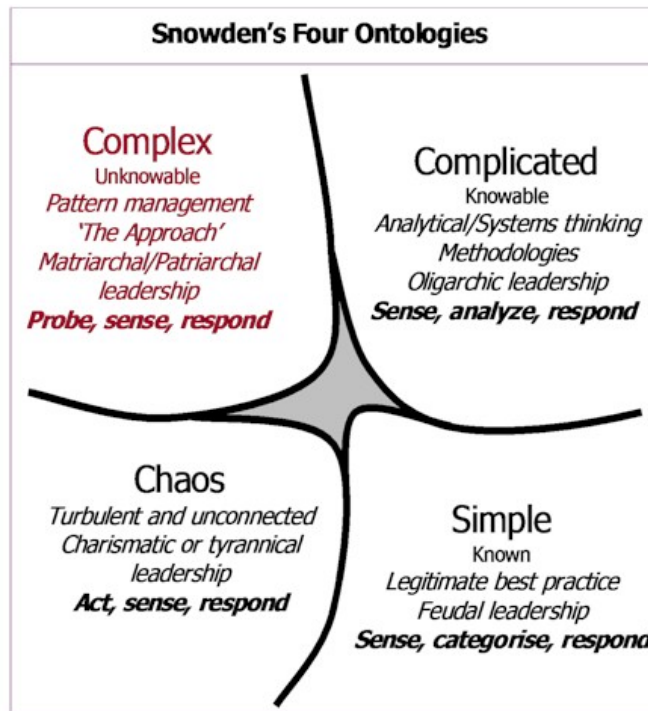 Snowden's Four Ontologies
Complex
Unknowable
Pattern management
'The Approach'
Matriarchal/Patriarchal
leadership
Probe, sense, respond
Complicated
Knowable
Analytical/Systems thinking
Methodologies
Oligarchic leadership
Sense, analyze, respond
Chaos
Turbulent and unconnected
Charismatic or tyrannical
leadership
Act, sense, respond
Simple
Known
Legitimate best practice
Feudal leadership
Sense, categorise, respond